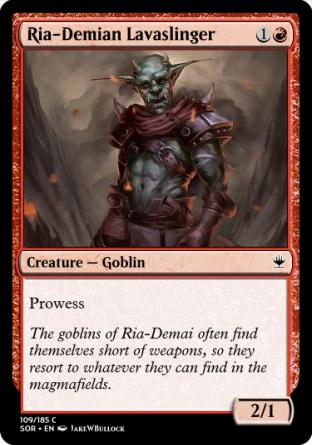 Ria-Demian Lavaslinger 1
Creature — Goblin
Prowess
The goblins of Ria-Demai often find
themselves short of weapons, so they
resort to whatever they can find in the
magmafields.
2/1
109/185 C
SOR • EN JakeWBullock